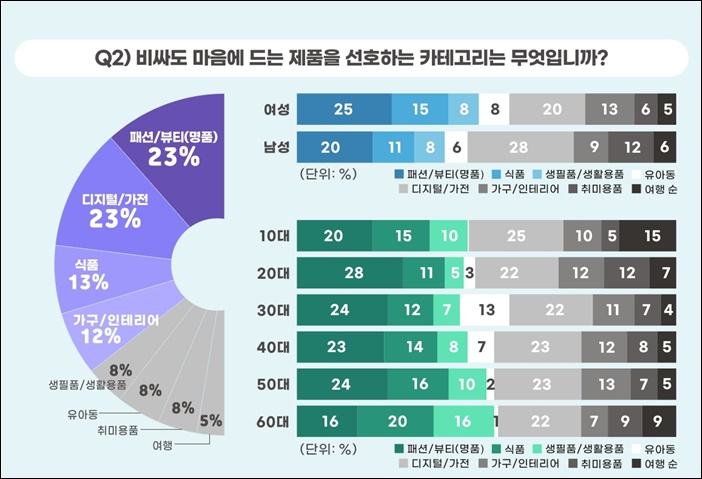 Q2) 비싸도 마음에 드는 제품을 선호하는 카테고리는 무엇입니까?
패션/뷰티(명품)
23%
디지털/가전
23%
식품
13%
가구/인테리어
12%
8%
생필품/생활용품
8%
유아동
8%
취미용품
5%
여행
여성 25 15 8 8 20 13 6 5
남성 20 11 8 6 28 9 12 6
(단위: %)
패션/뷰티(명품) 식품 생필품/생활용품 유아동
디지털/가전 가구/인테리어 취미용품 여행 순
10대 20 15 10 25 10 5 15
20대 28 11 5 3 22 12 12 7
30대 24 12 7 13 22 11 7 4
40대 23 14 8 7 23 12 8 5
50대 24 16 10 2 23 13 7 5
60대 16 20 16 1 22 7 9 9
(단위: %)
패션/뷰티(명품) 식품 생필품/생활용품 유아동
디지털/가전 가구/인테리어 취미용품 여행 순